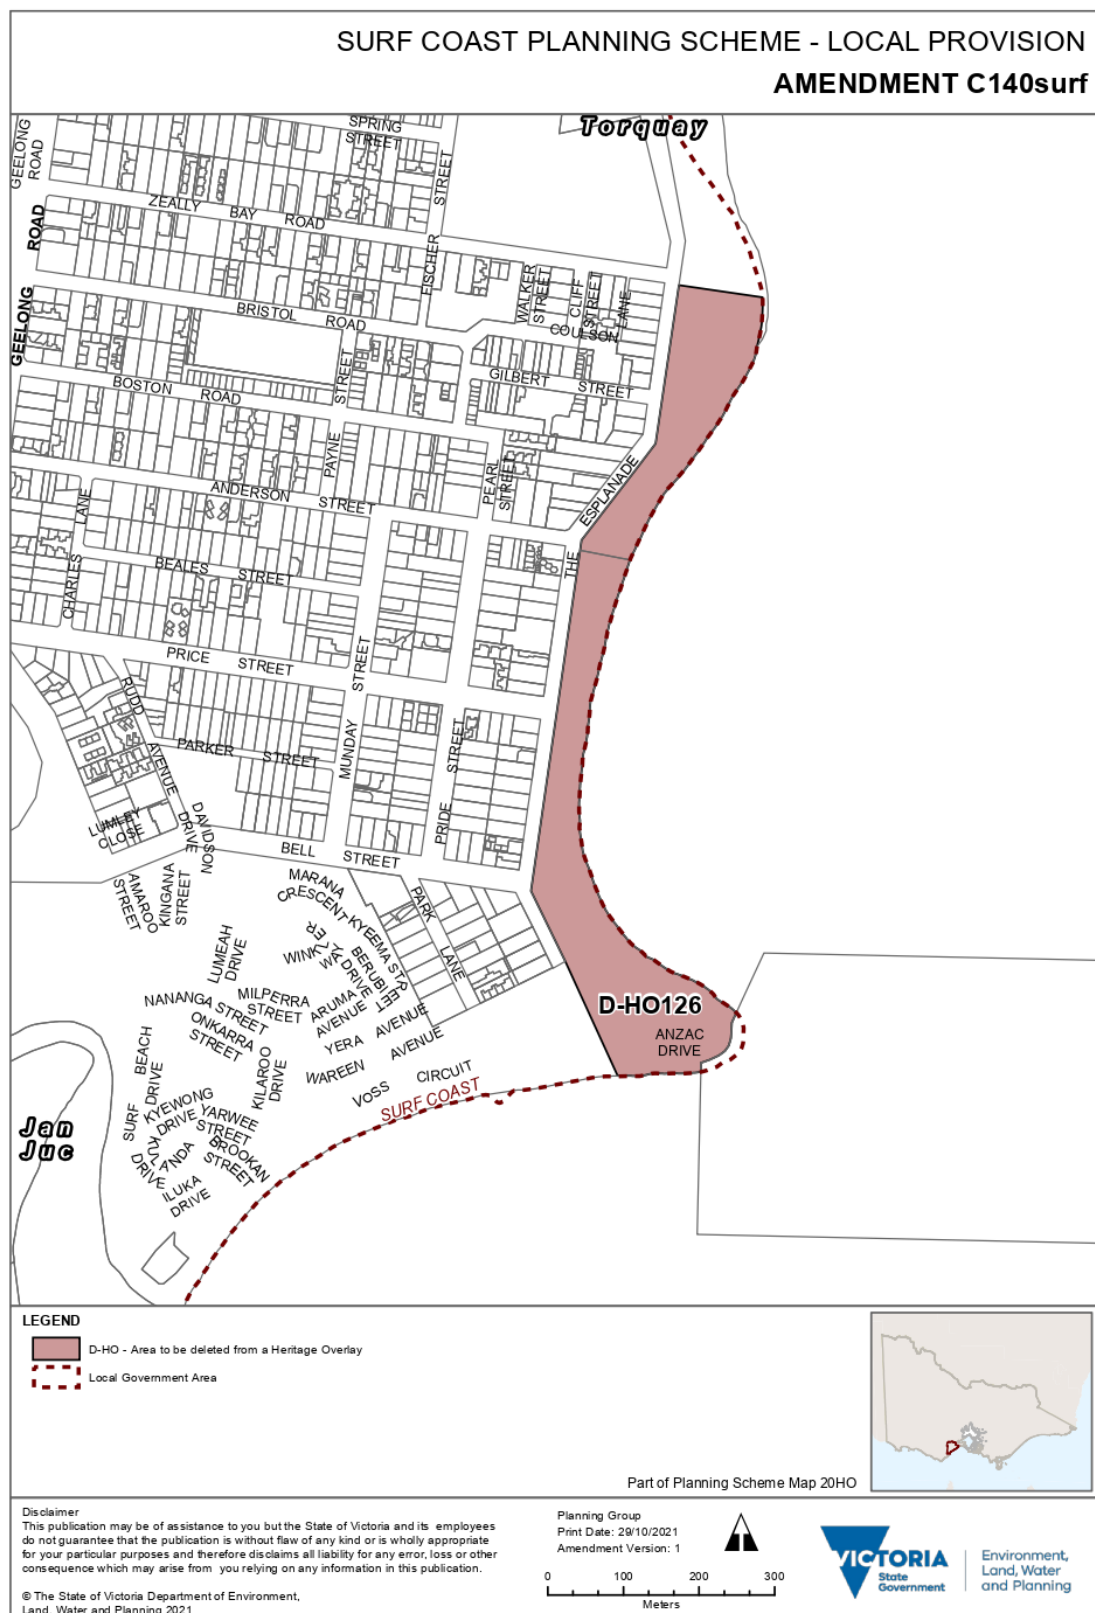 SURF COAST PLANNING SCHEME - LOCAL PROVISION
AMENDMENT C140surf
Torquay
SPRING
STREET
GEELONG
ROAD
STREET
ZEALLY BAY ROAD
ROAD
FISCHER
WALKER
STREET
CLIFF
STREET
LANE
COULSON
BRISTOL ROAD
GEELONG
GILBERT STREET
STREET
BOSTON ROAD
PAYNE
PEARL
STREET
ESPLANADE
THE
ANDERSON STREET
LANE
CHARLES
BEALES STREET
PRICE STREET
STREET
MUNDAY
RUDD
AVENUE
PARKER STREET
STREET
PRIDE
LUMLEY
CLOSE
DAVIDSON
DRIVE
BELL STREET
AMAROO
STREET
KINGANA
STREET
MARANA
CRESCENT
PARK
LANE
KYEEMA STR
WINKLER
WA
Y
DRIVE
BERUBI
EET
LUMEAH
DRIVE
NANANGA STREET
MILPERRA
STREET
ARUMA
AVENUE
ONKARRA
STREET
YERA AVENUE
WAREEN AVENUE
VOSS CIRCUIT
SURF COAST
BEACH
DRIVE
SURF
KILAROO
DRIVE
KYEWONG
DRIVE
YARWEE
STREET
KULANDA
DRIVE
BROOKAN
STREET
ILUKA
DRIVE
Jan
Juc
D-HO126
ANZAC
DRIVE
LEGEND
D-HO - Area to be deleted from a Heritage Overlay
Local Government Area
Part of Planning Scheme Map 20HO
Disclaimer
This publication may be of assistance to you but the State of Victoria and its employees
do not guarantee that the publication is without flaw of any kind or is wholly appropriate
for your particular purposes and therefore disclaims all liability for any error, loss or other
consequence which may arise from you relying on any information in this publication.
© The State of Victoria Department of Environment,
Land, Water and Planning 2021
Planning Group
Print Date: 29/10/2021
Amendment Version: 1
0 100 200 300
Meters
VICTORIA
State
Government
Environment,
Land, Water
and Planning